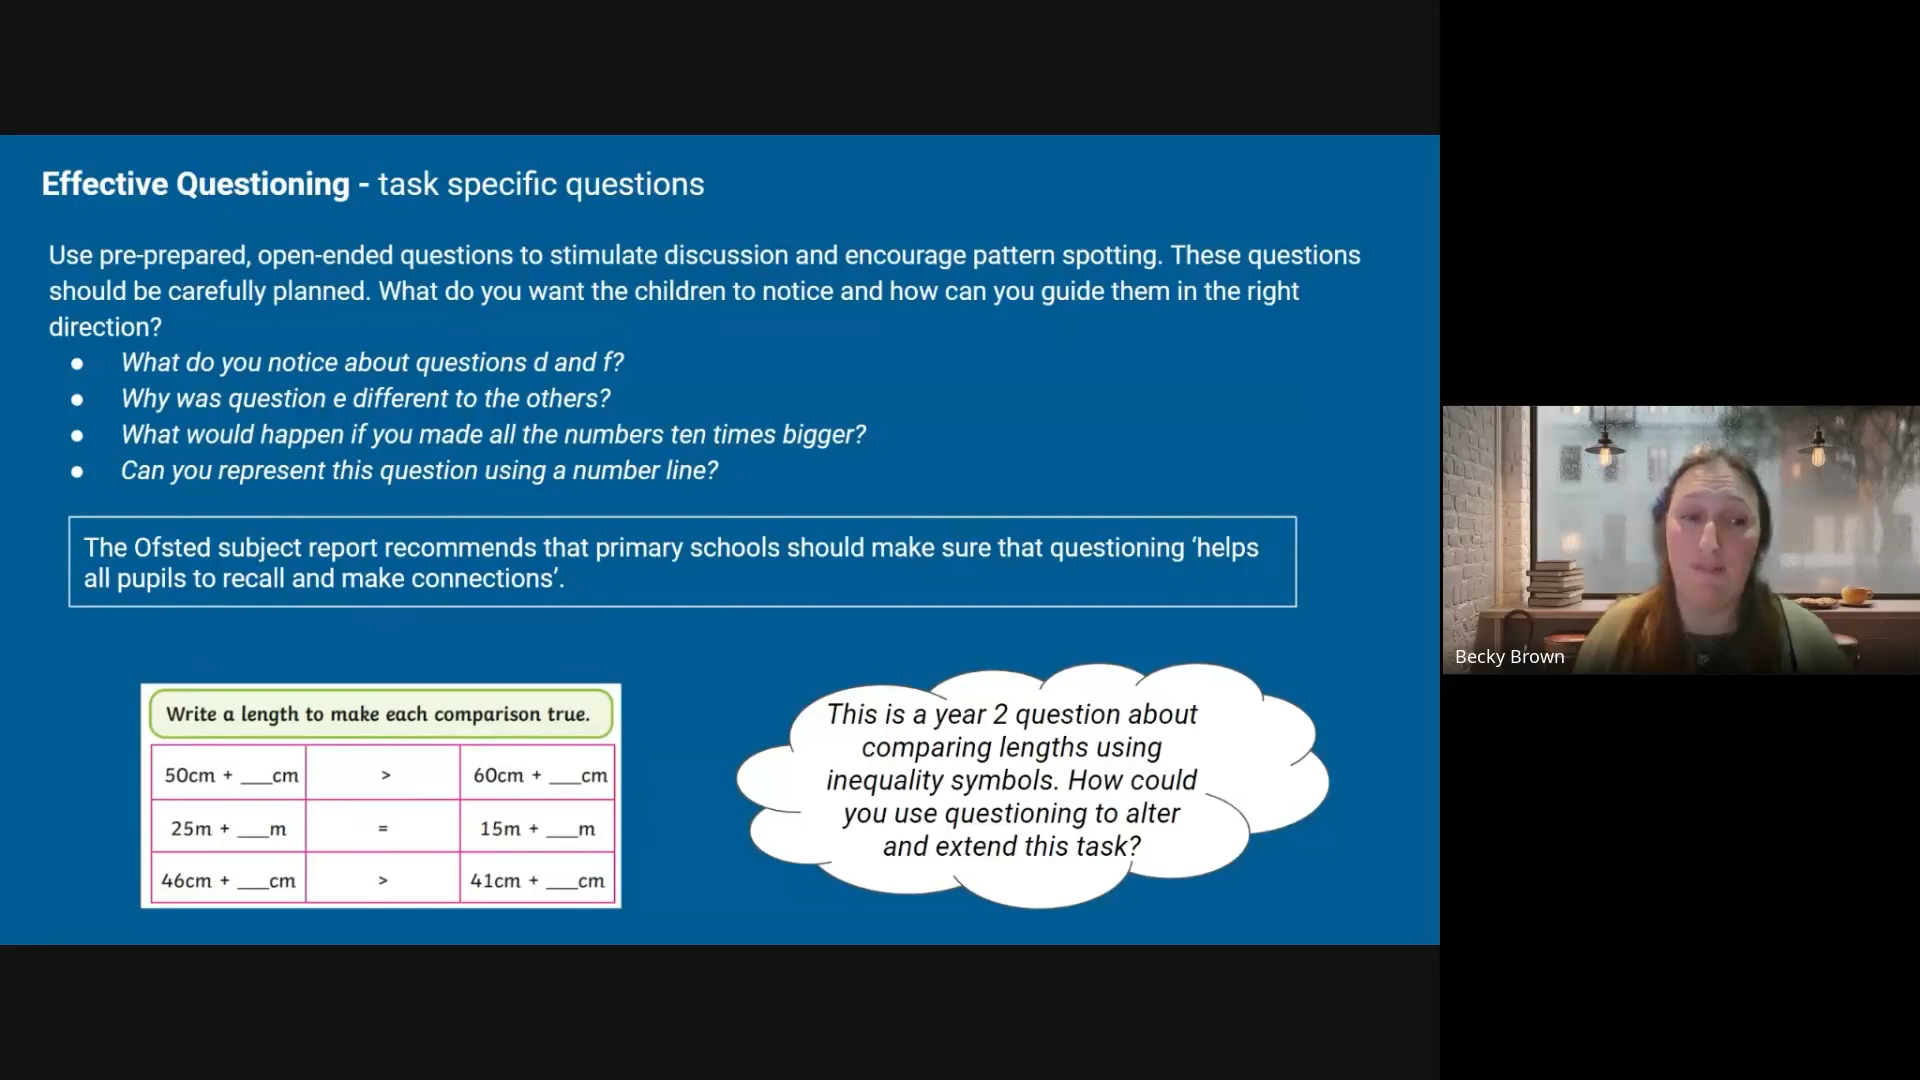 Effective Questioning - task specific questions
Use pre-prepared, open-ended questions to stimulate discussion and encourage pattern spotting. These questions
should be carefully planned. What do you want the children to notice and how can you guide them in the right
direction?
● What do you notice about questions d and f?
● Why was question e different to the others?
● What would happen if you made all the numbers ten times bigger?
● Can you represent this question using a number line?
The Ofsted subject report recommends that primary schools should make sure that questioning ‘helps
all pupils to recall and make connections’.
Write a length to make each comparison true.
50cm + ___cm > 60cm + ___cm
25m + ___m = 15m + ___m
46cm + ___cm > 41cm + ___cm
This is a year 2 question about
comparing lengths using
inequality symbols. How could
you use questioning to alter
and extend this task?
Becky Brown